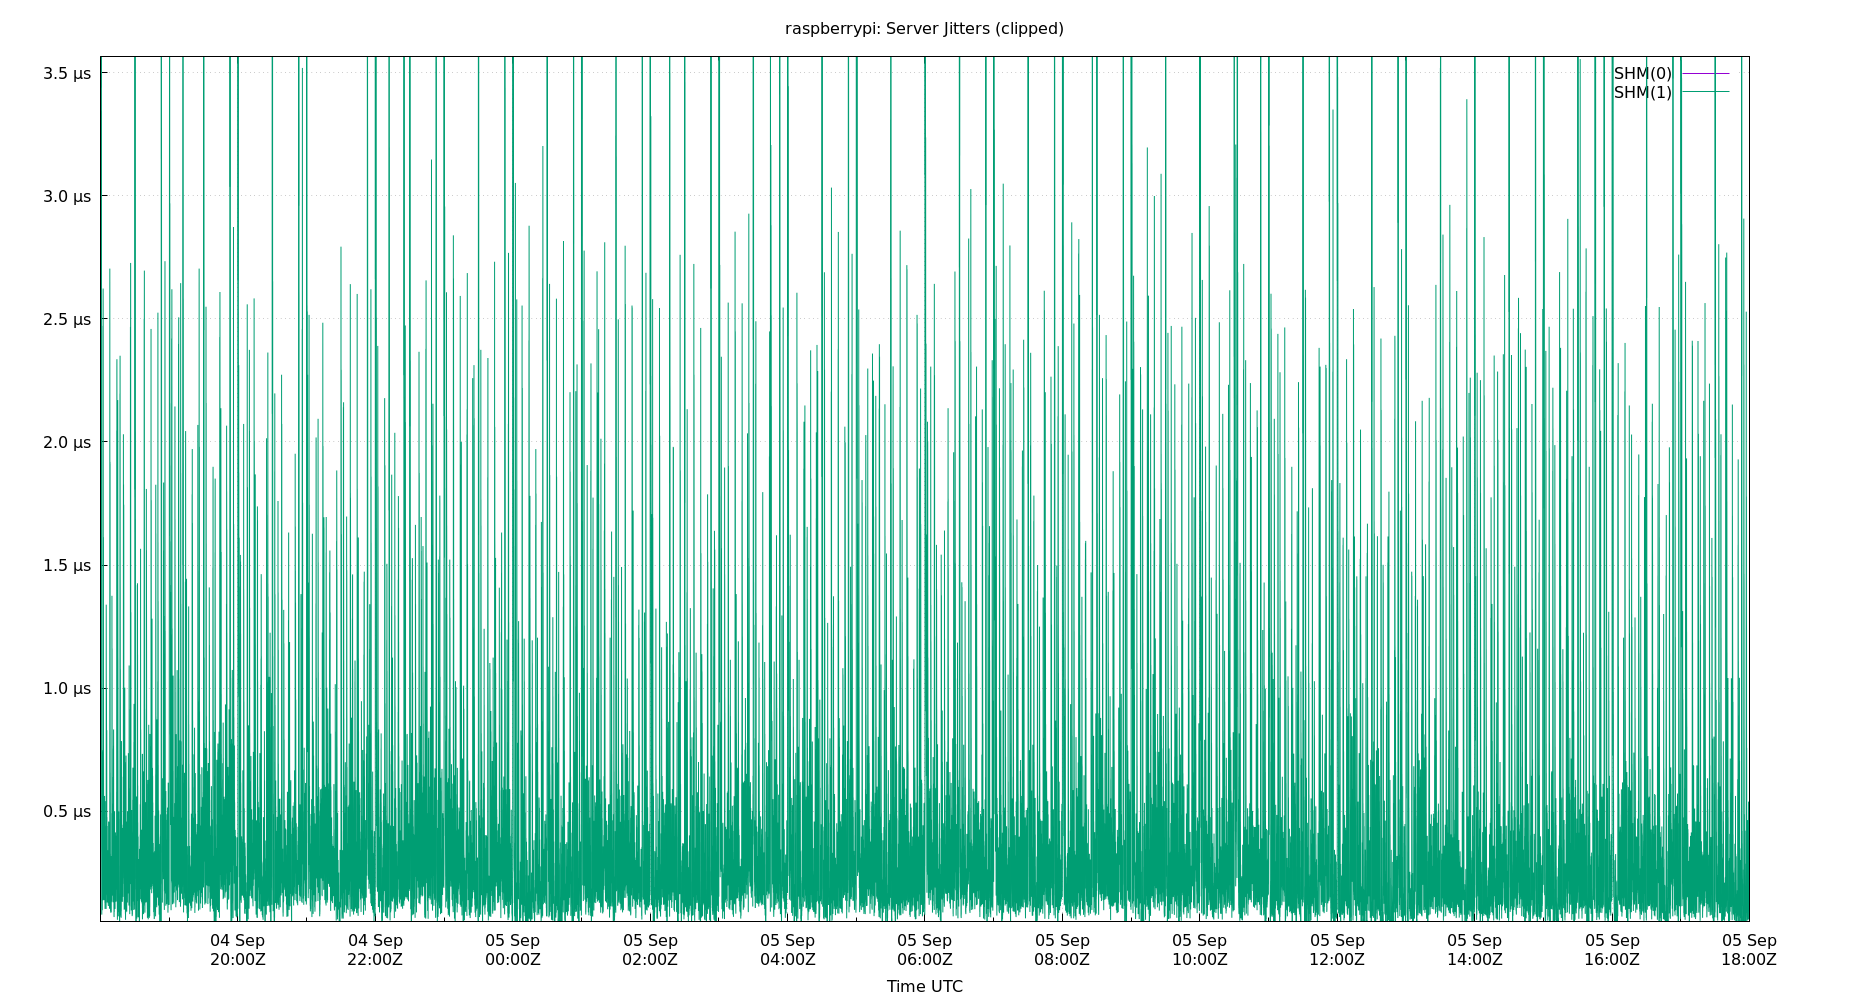 raspberrypi: Server Jitters (clipped)
3.5 µs
3.0 µs
2.5 µs
2.0 µs
1.5 µs
1.0 µs
0.5 µs
SHM(0)
SHM(1)
04 Sep 04 Sep 05 Sep 05 Sep 05 Sep 05 Sep 05 Sep 05 Sep 05 Sep 05 Sep 05 Sep 05 Sep
20:00Z 22:00Z 00:00Z 02:00Z 04:00Z 06:00Z 08:00Z 10:00Z 12:00Z 14:00Z 16:00Z 18:00Z
Time UTC